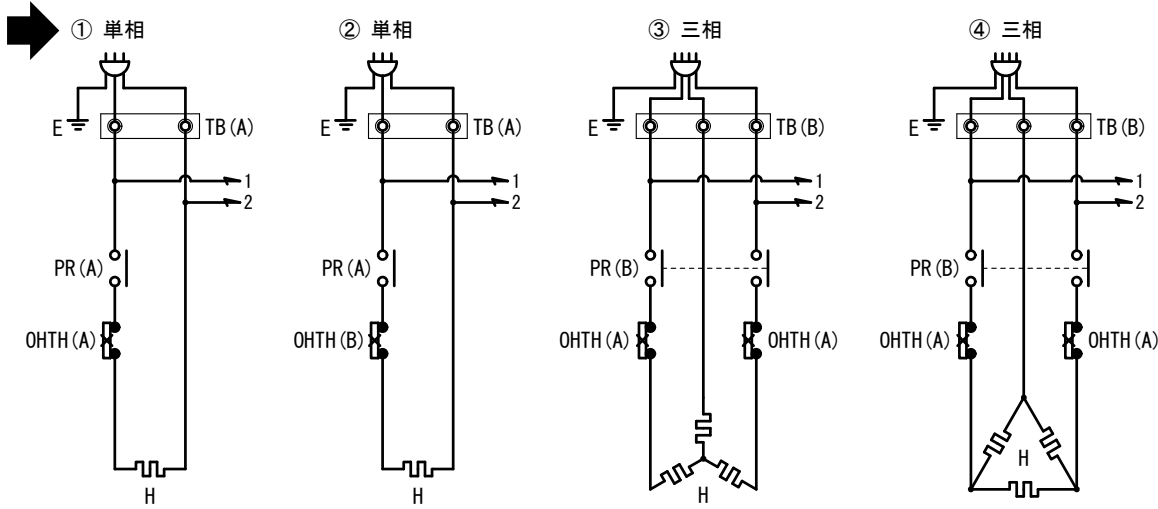 ① 単相
E
TB(A)
1
2
PR(A)
OHTH(A)
H
② 単相
E
TB(A)
1
2
PR(A)
OHTH(B)
H
③ 三相
E
TB(B)
1
2
PR(B)
OHTH(A)
OHTH(A)
H
④ 三相
E
TB(B)
1
2
PR(B)
OHTH(A)
OHTH(A)
H